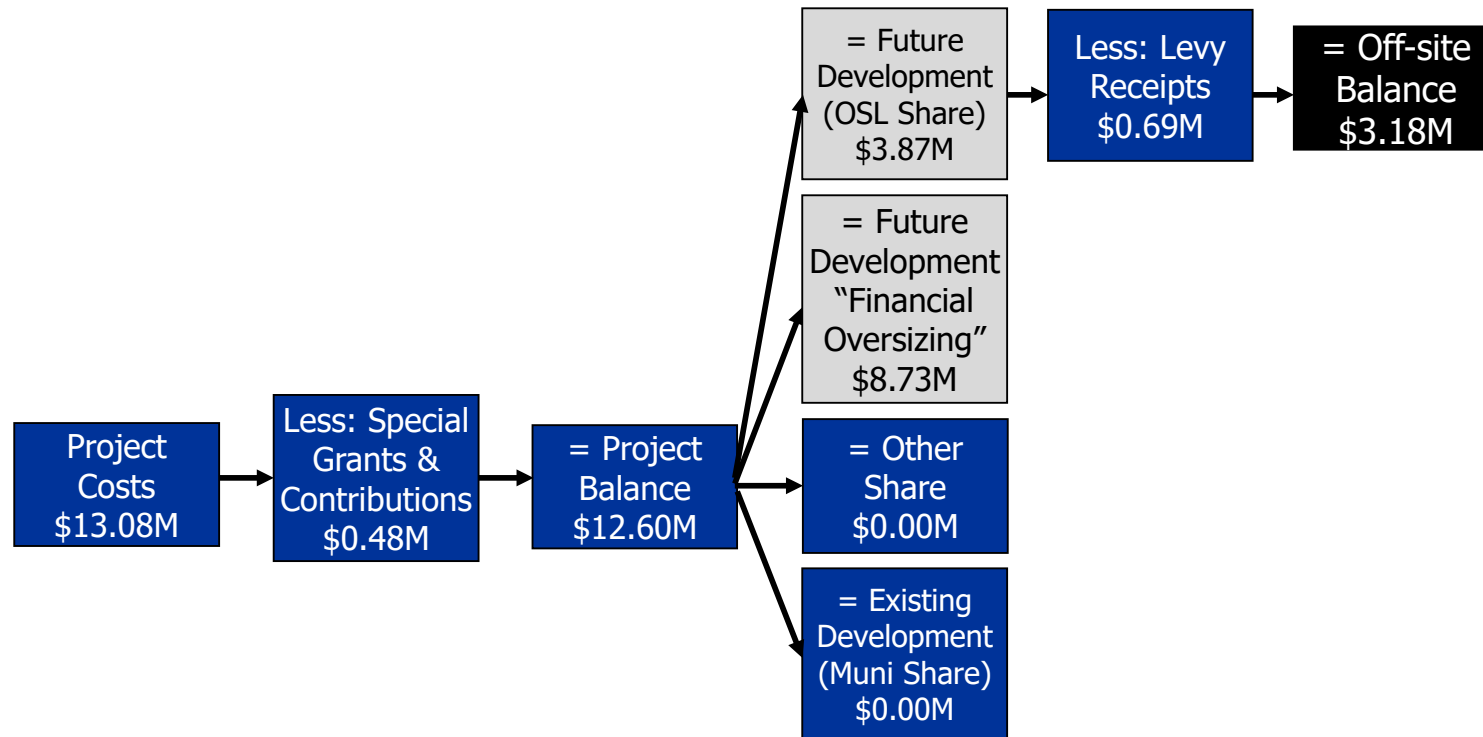 Project
Costs
$13.08M
Less: Special
Grants &
Contributions
$0.48M
= Project
Balance
$12.60M
= Future
Development
(OSL Share)
$3.87M
Less: Levy
Receipts
$0.69M
= Off-site
Balance
$3.18M
= Future
Development
“Financial
Oversizing”
$8.73M
= Other
Share
$0.00M
= Existing
Development
(Muni Share)
$0.00M